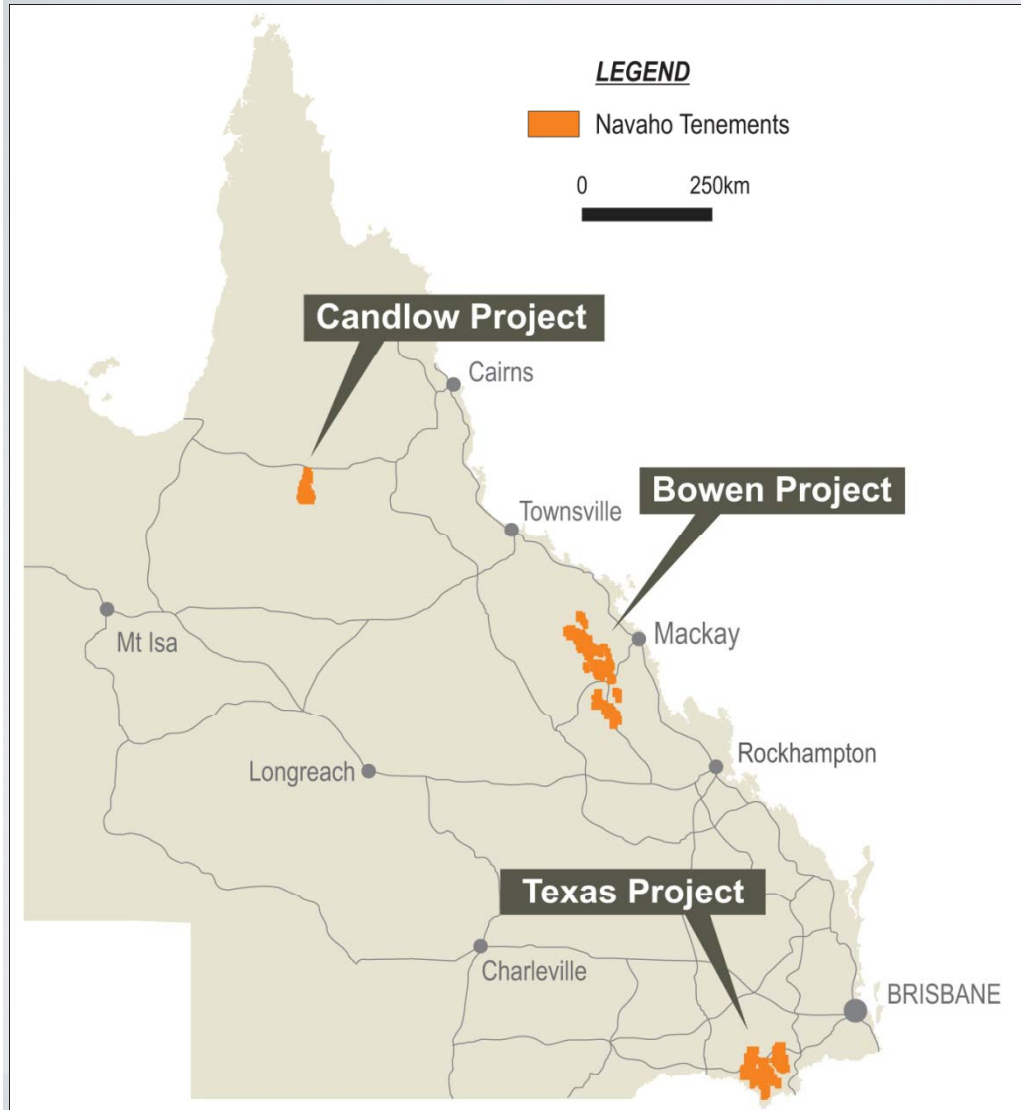 LEGEND
Navaho Tenements
0 250km
Candlow Project
Cairns
Bowen Project
Townsville
Mt Isa
Mackay
Longreach
Rockhampton
Texas Project
Charleville
BRISBANE